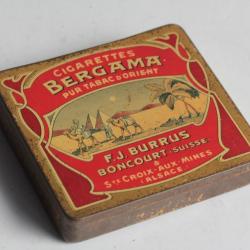 CIGARETTES
BERGAMA
PUR TABAC D'ORIENT
F.J. BURRUS
BONCOURT-SUISSE-
&
STE CROIX-AUX-MINES
(ALSACE)